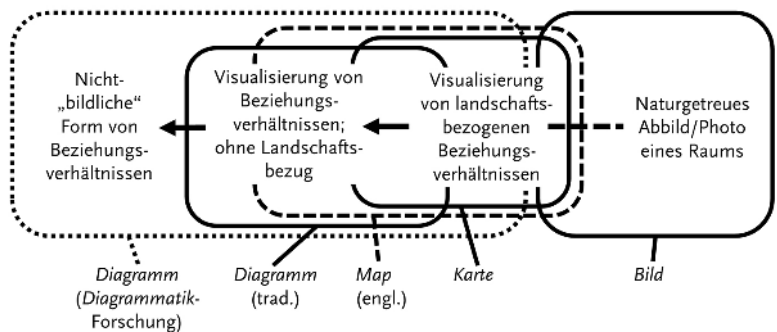 Nicht-
„bildliche“
Form von
Beziehungs-
verhältnissen
Visualisierung von
Beziehungs-
verhältnissen;
ohne Landschafts-
bezug
Visualisierung
von landschafts-
bezogenen
Beziehungs-
verhältnissen
Naturgetreues
Abbild/Photo
eines Raums
Diagramm
(Diagrammatik-
Forschung)
Diagramm
(trad.)
Map
(engl.)
Karte
Bild